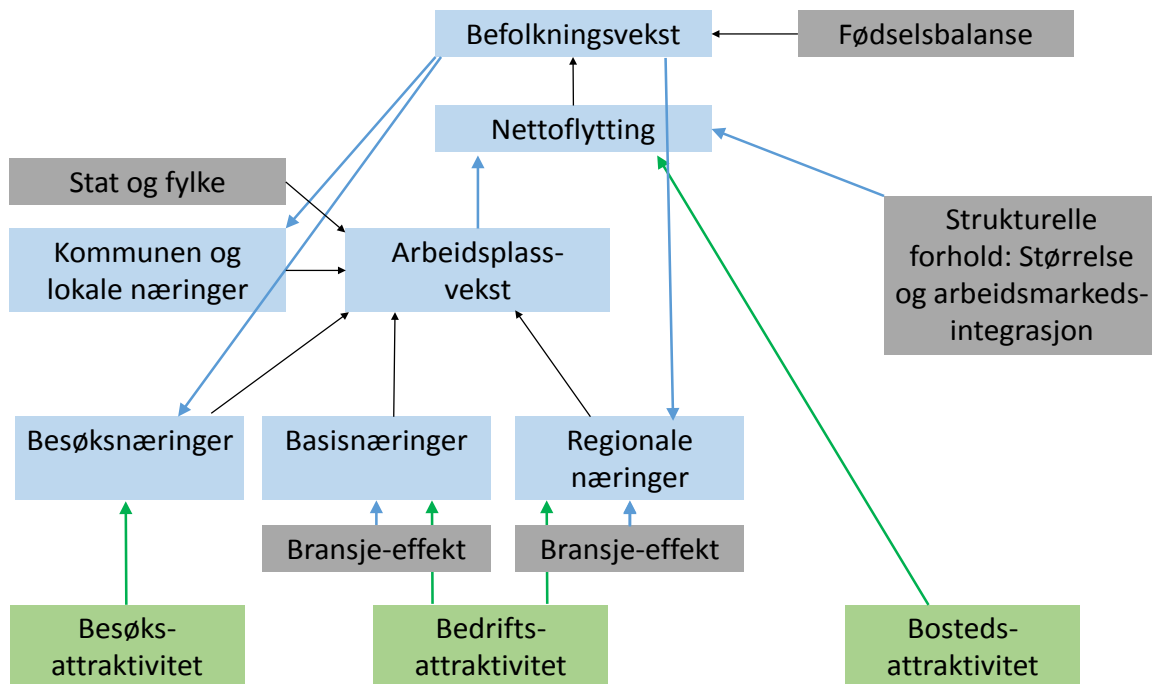 Befolkningsvekst
Fødselsbalanse
Nettoflytting
Stat og fylke
Kommunen og
lokale næringer
Arbeidsplass-
vekst
Strukturelle
forhold: Størrelse
og arbeidsmarkeds-
integrasjon
Besøksnæringer
Basisnæringer
Regionale
næringer
Bransje-effekt
Bransje-effekt
Besøks-
attraktivitet
Bedrifts-
attraktivitet
Bosteds-
attraktivitet